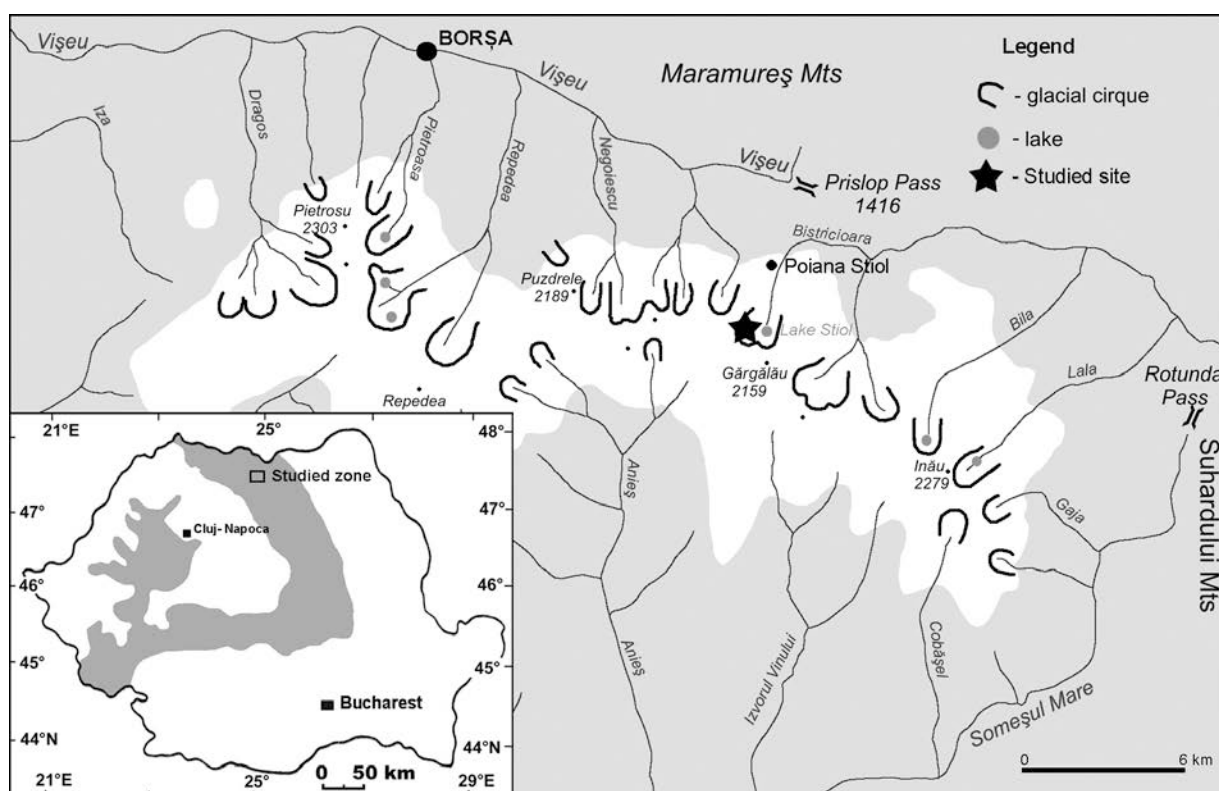 Vişeu
BORȘA
Vişeu
Maramureş Mts
Legend
- glacial cirque
- lake
- Studied site
Iza
Dragos
Pietroasa
Repedea
Negoiescu
Vişeu
Prislop Pass
1416
Pietrosu
2303
Bistricioara
Poiana Stiol
Puzdrele
2189
Lake Stiol
Bila
Lala
Gărgălău
2159
Rotunda
Pass
Repedea
Inău
2279
Suhardului Mts
Gaja
Anieş
Anieş
Izvorul Vinului
Cobăşel
Someşul Mare
0 6 km
21°E 25° 48°
Studied zone
47°
Cluj- Napoca
47°
46° 46°
45° 45°
Bucharest
44°N 44°N
21°E 25° 0 50 km 29°E